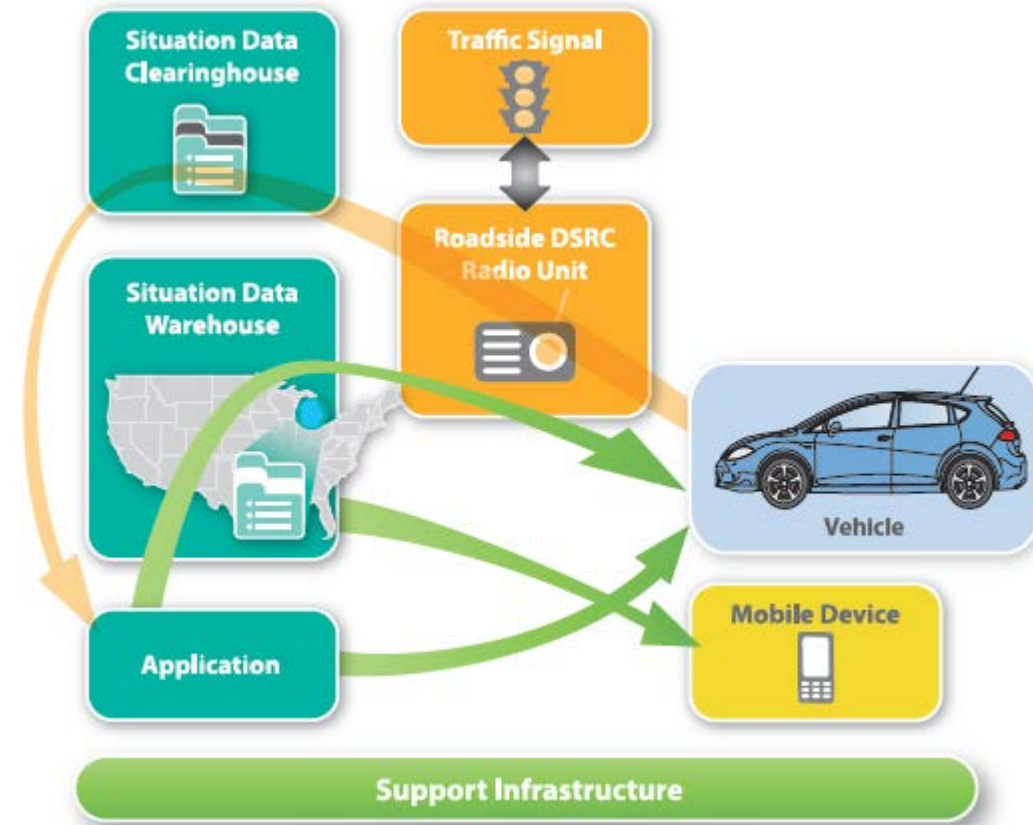 Situation Data
Clearinghouse
Traffic Signal
Roadside DSRC
Radio Unit
Situation Data
Warehouse
Vehicle
Mobile Device
Application
Support Infrastructure